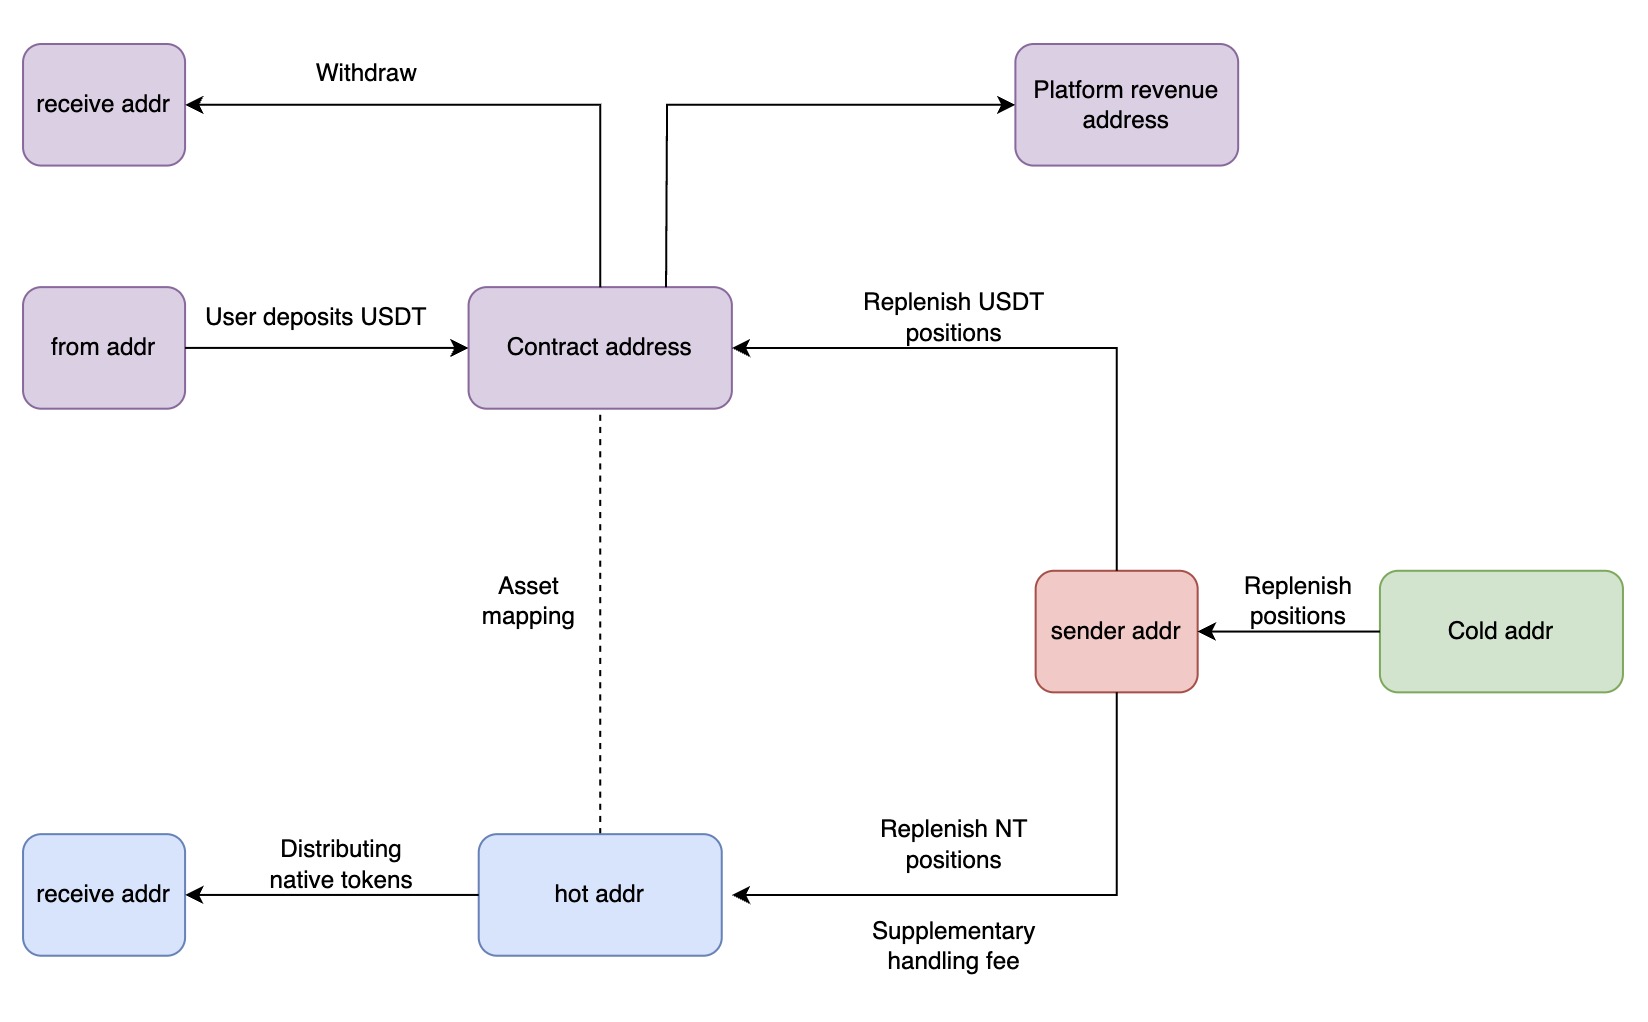 Withdraw
receive addr
Platform revenue
address
User deposits USDT
from addr
Contract address
Replenish USDT
positions
Asset
mapping
sender addr
Replenish
positions
Cold addr
Distributing
native tokens
receive addr
hot addr
Replenish NT
positions
Supplementary
handling fee